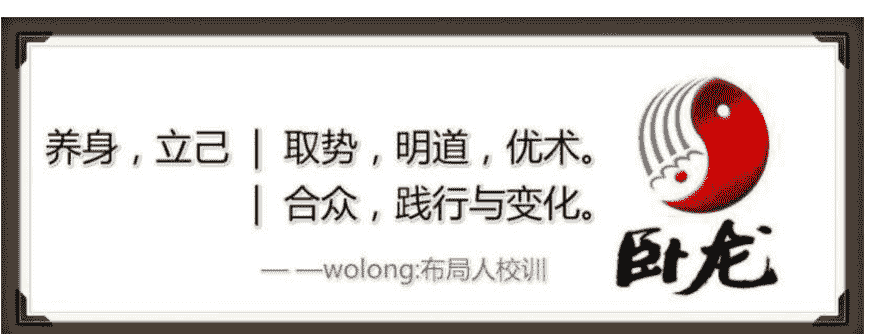 养身，立己 | 取势，明道，优术。
| 合众，践行与变化。
— —wolong:布局人校训
卧龙